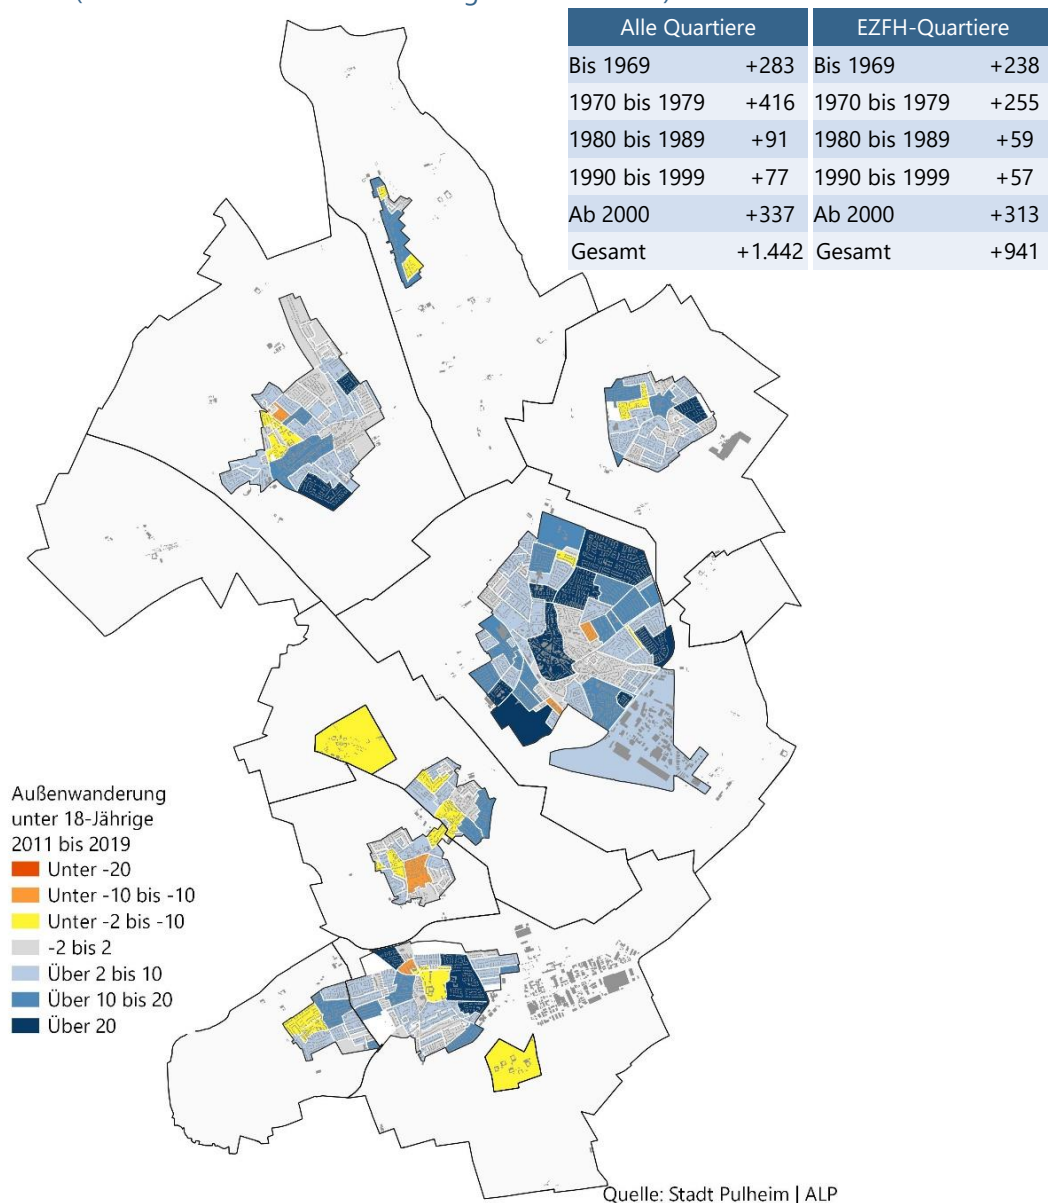 Alle Quartiere EZFH-Quartiere
Bis 1969 +283 Bis 1969 +238
1970 bis 1979 +416 1970 bis 1979 +255
1980 bis 1989 +91 1980 bis 1989 +59
1990 bis 1999 +77 1990 bis 1999 +57
Ab 2000 +337 Ab 2000 +313
Gesamt +1.442 Gesamt +941
Außenwanderung
unter 18-Jährige
2011 bis 2019
Unter -20
Unter -10 bis -10
Unter -2 bis -10
-2 bis 2
Über 2 bis 10
Über 10 bis 20
Über 20
Quelle: Stadt Pulheim | ALP